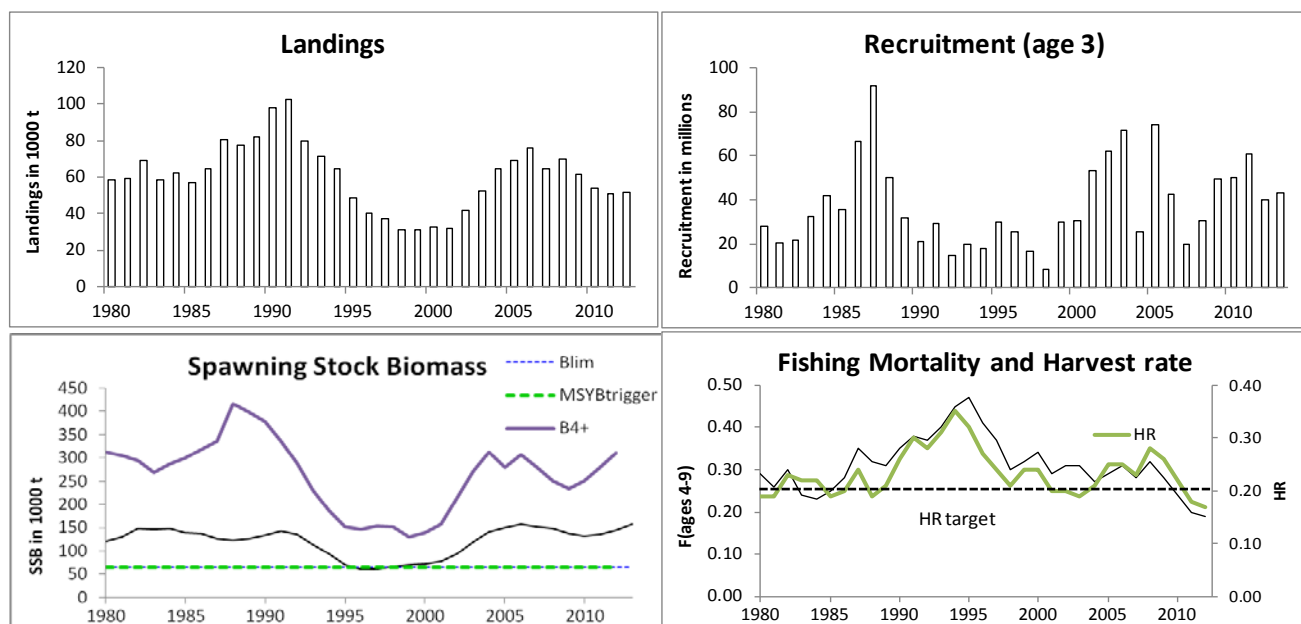 Landings
Landings in 1000 t
120
100
80
60
40
20
0
1980 1985 1990 1995 2000 2005 2010
Recruitment (age 3)
Recruitment in millions
100
80
60
40
20
0
1980 1985 1990 1995 2000 2005 2010
Spawning Stock Biomass
SSB in 1000 t
450
400
350
300
250
200
150
100
50
0
1980 1985 1990 1995 2000 2005 2010
Blim
MSYBtrigger
B4+
Fishing Mortality and Harvest rate
F(ages 4-9)
0.50
0.40
0.30
0.20
0.10
0.00
1980 1985 1990 1995 2000 2005 2010
HR
HR target
0.40
0.30
0.20
0.10
0.00
HR